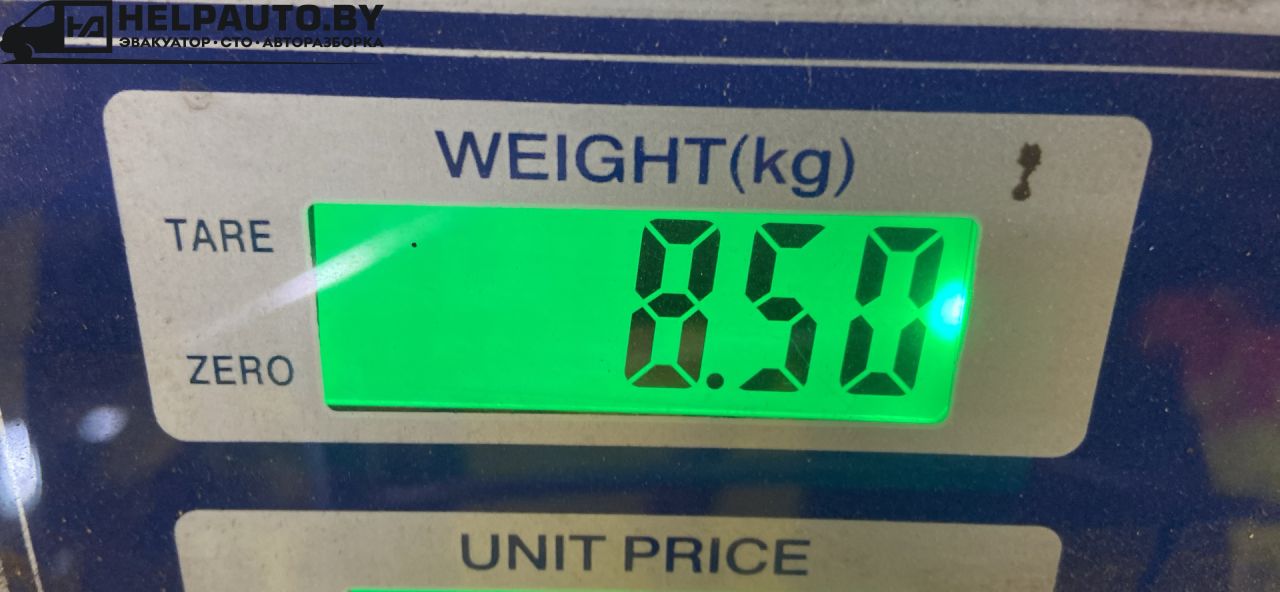 HELPAUTO.BY
ЭВАКУАТОР·СТО·АВТОРАЗБОРКА
WEIGHT(kg)
TARE
8.50
ZERO
UNIT PRICE